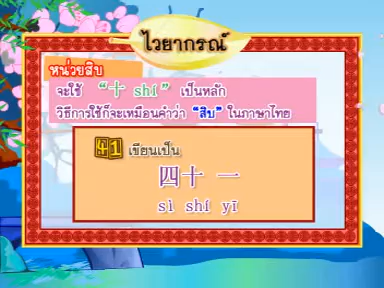 ไวยากรณ์
หน่วยสิบ
จะใช้ “十 shí” เป็นหลัก
วิธีการใช้ก็จะเหมือนคำว่า “สิบ” ในภาษาไทย
41 เขียนเป็น
四十 一
sì shí yī